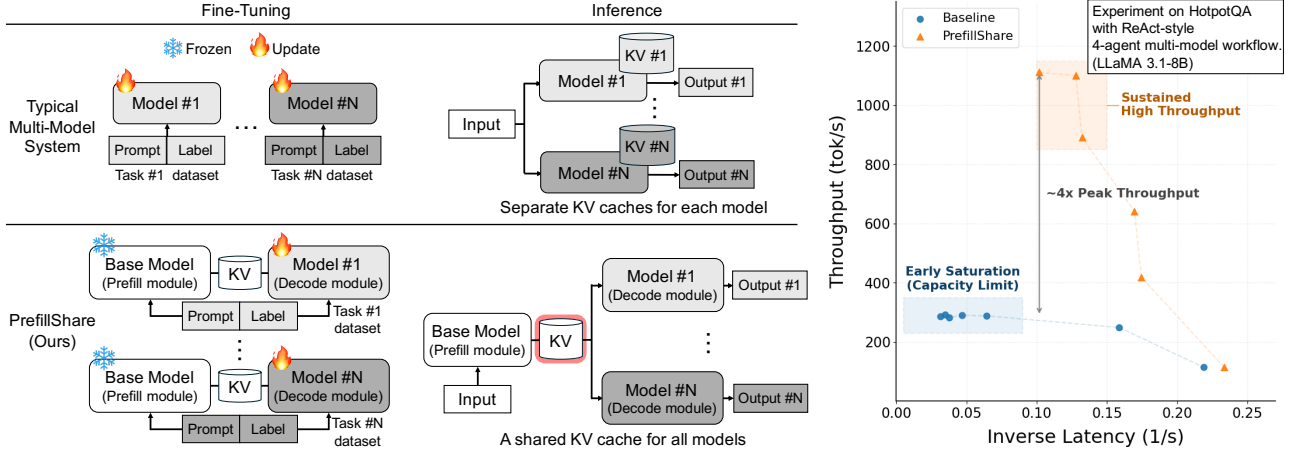 Fine-Tuning
Inference
Frozen
Update
Typical
Multi-Model
System
Model #1
Prompt
Label
Task #1 dataset
...
Model #N
Prompt
Label
Task #N dataset
Input
Model #1
KV #1
Output #1
Model #N
KV #N
Output #N
Separate KV caches for each model
PrefillShare
(Ours)
Base Model
(Prefill module)
KV
Model #1
(Decode module)
Prompt
Label
Task #1
dataset
Base Model
(Prefill module)
KV
Model #N
(Decode module)
Prompt
Label
Task #N
dataset
Base Model
(Prefill module)
Input
KV
Model #1
(Decode module)
Output #1
Model #N
(Decode module)
Output #N
A shared KV cache for all models
Baseline
PrefillShare
Experiment on HotpotQA
with ReAct-style
4-agent multi-model workflow.
(LLaMA 3.1-8B)
Sustained
High Throughput
~4x Peak Throughput
Early Saturation
(Capacity Limit)
Throughput (tok/s)
1200
1000
800
600
400
200
0.00
0.05
0.10
0.15
0.20
0.25
Inverse Latency (1/s)